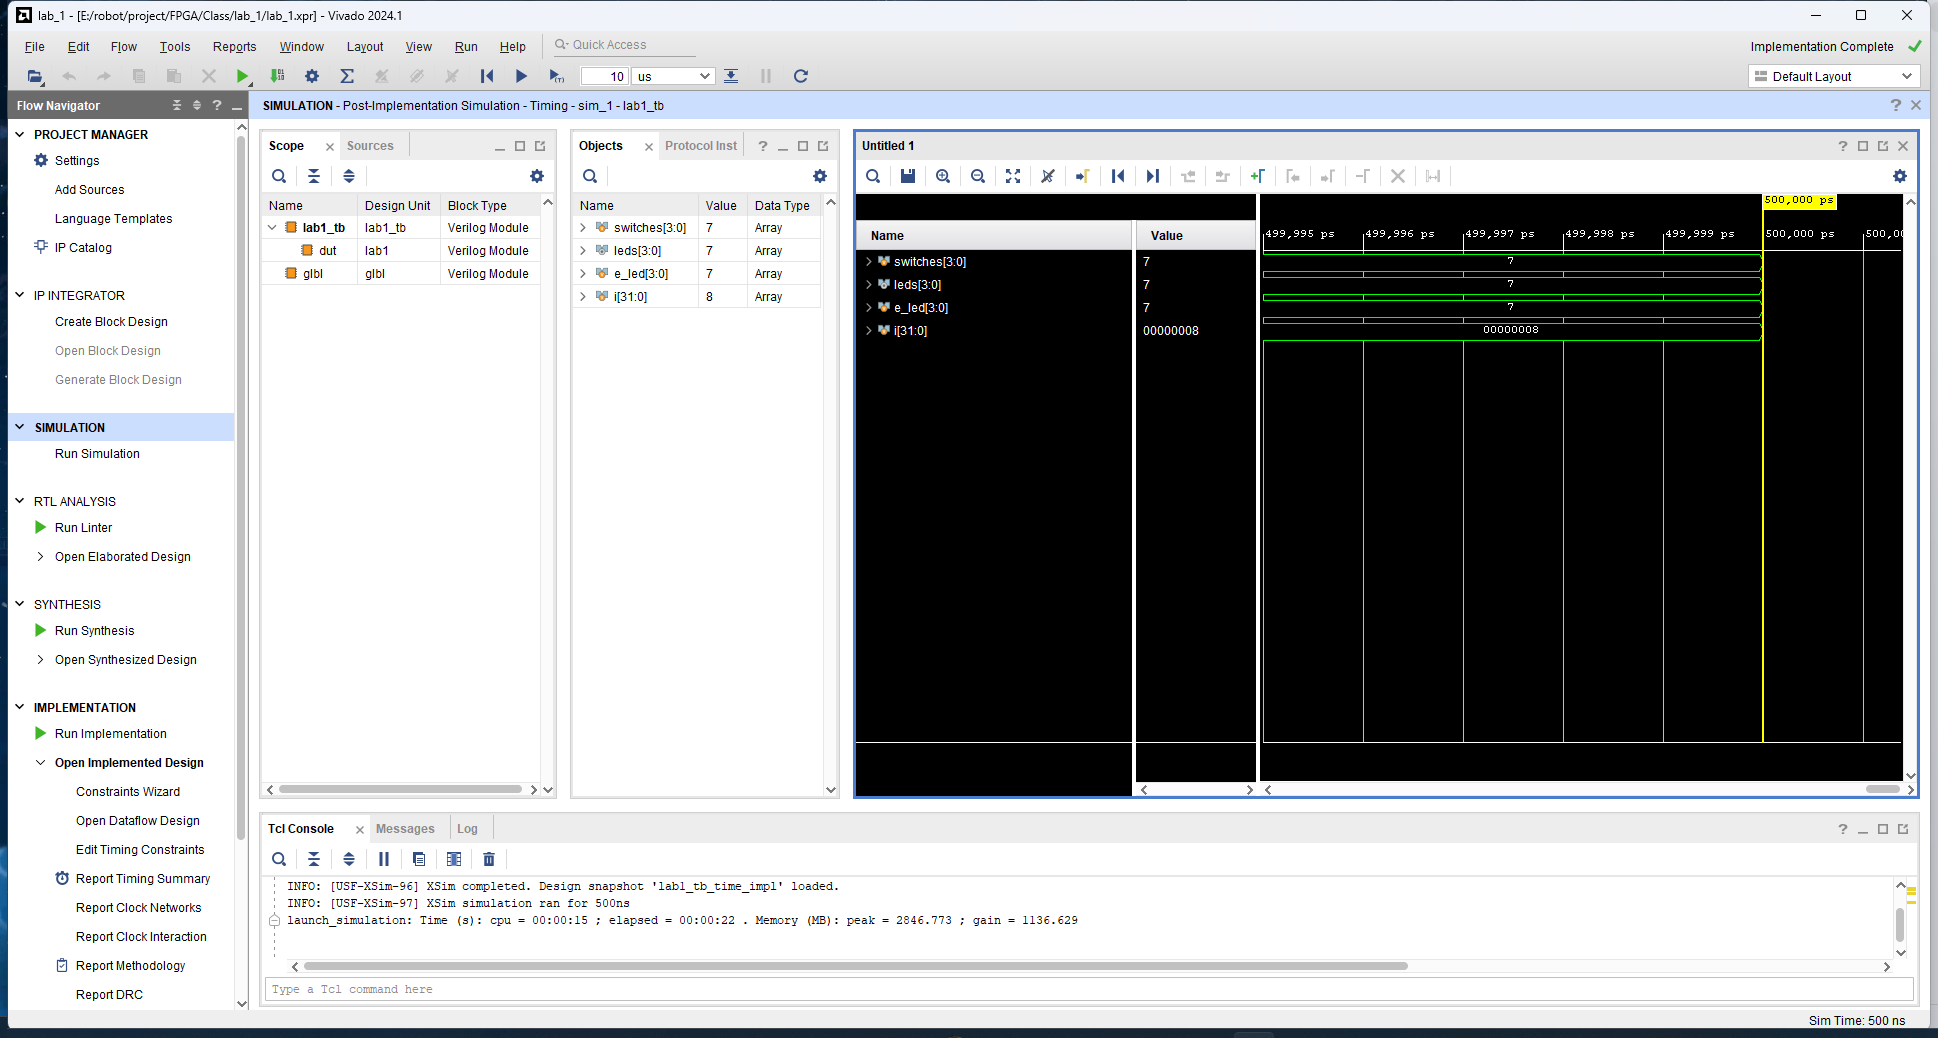 lab_1 - [E:/robot/project/FPGA/Class/lab_1/lab_1.xpr] - Vivado 2024.1
File Edit Flow Tools Reports Window Layout View Run Help Quick Access
Implementation Complete
10 us
Default Layout
Flow Navigator
SIMULATION - Post-Implementation Simulation - Timing - sim_1 - lab1_tb
PROJECT MANAGER
Settings
Add Sources
Language Templates
IP Catalog
IP INTEGRATOR
Create Block Design
Open Block Design
Generate Block Design
SIMULATION
Run Simulation
RTL ANALYSIS
Run Linter
Open Elaborated Design
SYNTHESIS
Run Synthesis
Open Synthesized Design
IMPLEMENTATION
Run Implementation
Open Implemented Design
Constraints Wizard
Open Dataflow Design
Edit Timing Constraints
Report Timing Summary
Report Clock Networks
Report Clock Interaction
Report Methodology
Report DRC
Scope Sources
Name Design Unit Block Type
lab1_tb lab1_tb Verilog Module
dut lab1 Verilog Module
glbl glbl Verilog Module
Objects Protocol Inst
Name Value Data Type
switches[3:0] 7 Array
leds[3:0] 7 Array
e_led[3:0] 7 Array
i[31:0] 8 Array
Untitled 1
500,000 ps
Name Value
499,995 ps 499,996 ps 499,997 ps 499,998 ps 499,999 ps 500,000 ps 500,0
switches[3:0] 7 7
leds[3:0] 7 7
e_led[3:0] 7 7
i[31:0] 00000008 00000008
Tcl Console Messages Log
INFO: [USF-XSim-96] XSim completed. Design snapshot 'lab1_tb_time_impl' loaded.
INFO: [USF-XSim-97] XSim simulation ran for 500ns
launch_simulation: Time (s): cpu = 00:00:15 ; elapsed = 00:00:22 . Memory (MB): peak = 2846.773 ; gain = 1136.629
Type a Tcl command here
Sim Time: 500 ns